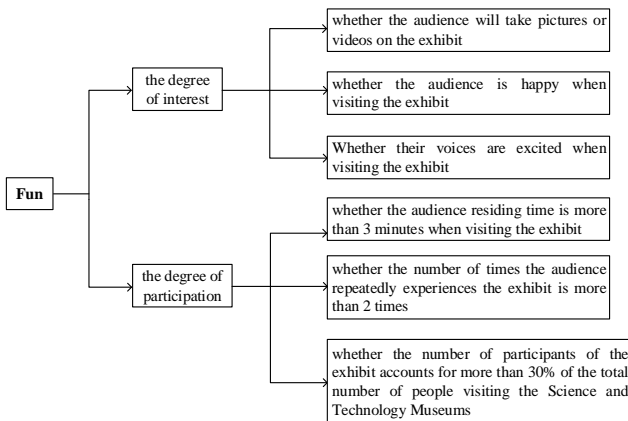 whether the audience will take pictures or
videos on the exhibit
the degree
of interest
whether the audience is happy when
visiting the exhibit
Whether their voices are excited when
visiting the exhibit
Fun
whether the audience residing time is more
than 3 minutes when visiting the exhibit
the degree of
participation
whether the number of times the audience
repeatedly experiences the exhibit is more
than 2 times
whether the number of participants of the
exhibit accounts for more than 30% of the total
number of people visiting the Science and
Technology Museums